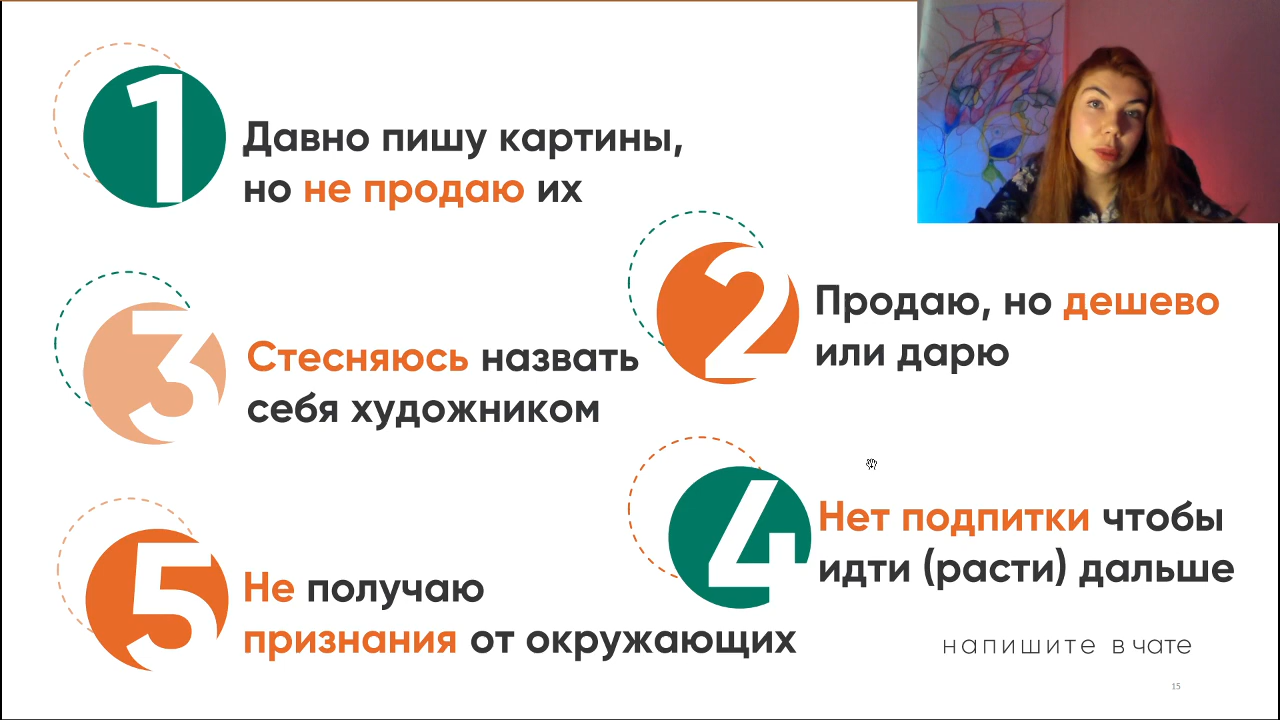 1
Давно пишу картины,
но не продаю их
2
Продаю, но дешево
или дарю
3
Стесняюсь назвать
себя художником
4
Нет подпитки чтобы
идти (расти) дальше
5
Не получаю
признания от окружающих
напишите в чате
15